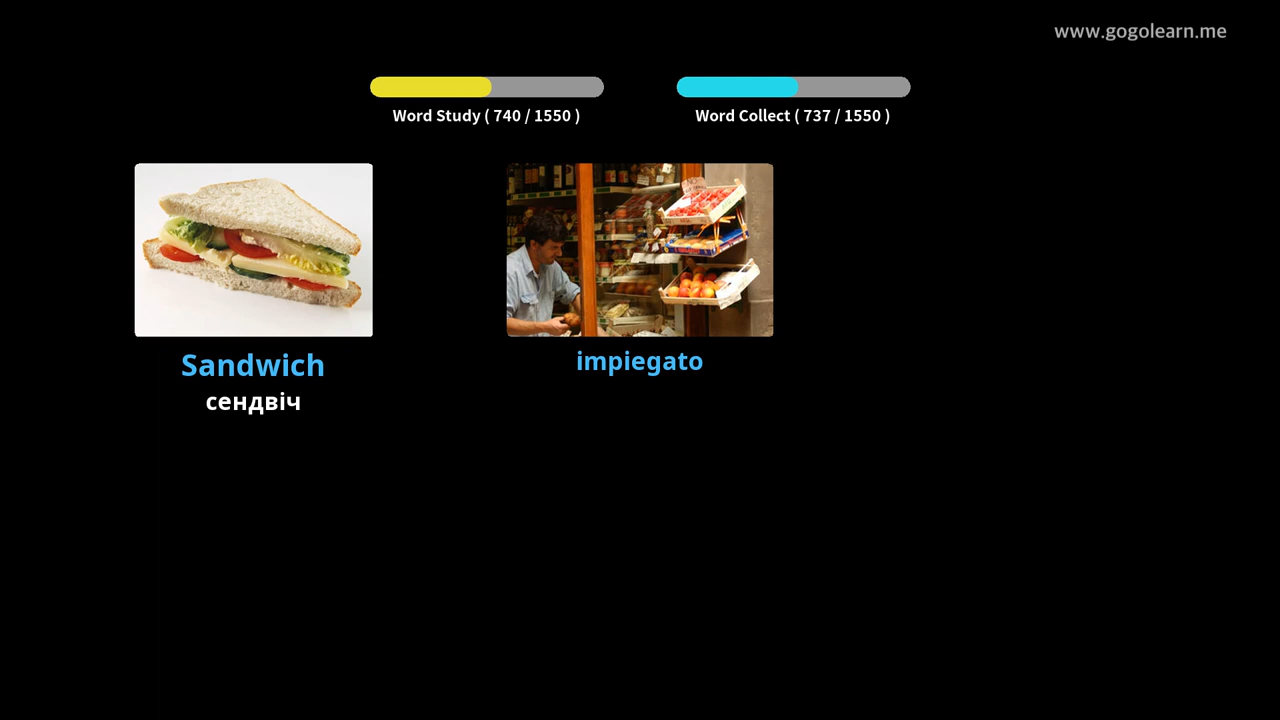 www.gogolearn.me
Word Study ( 740 / 1550 )
Word Collect ( 737 / 1550 )
Sandwich
сендвіч
impiegato